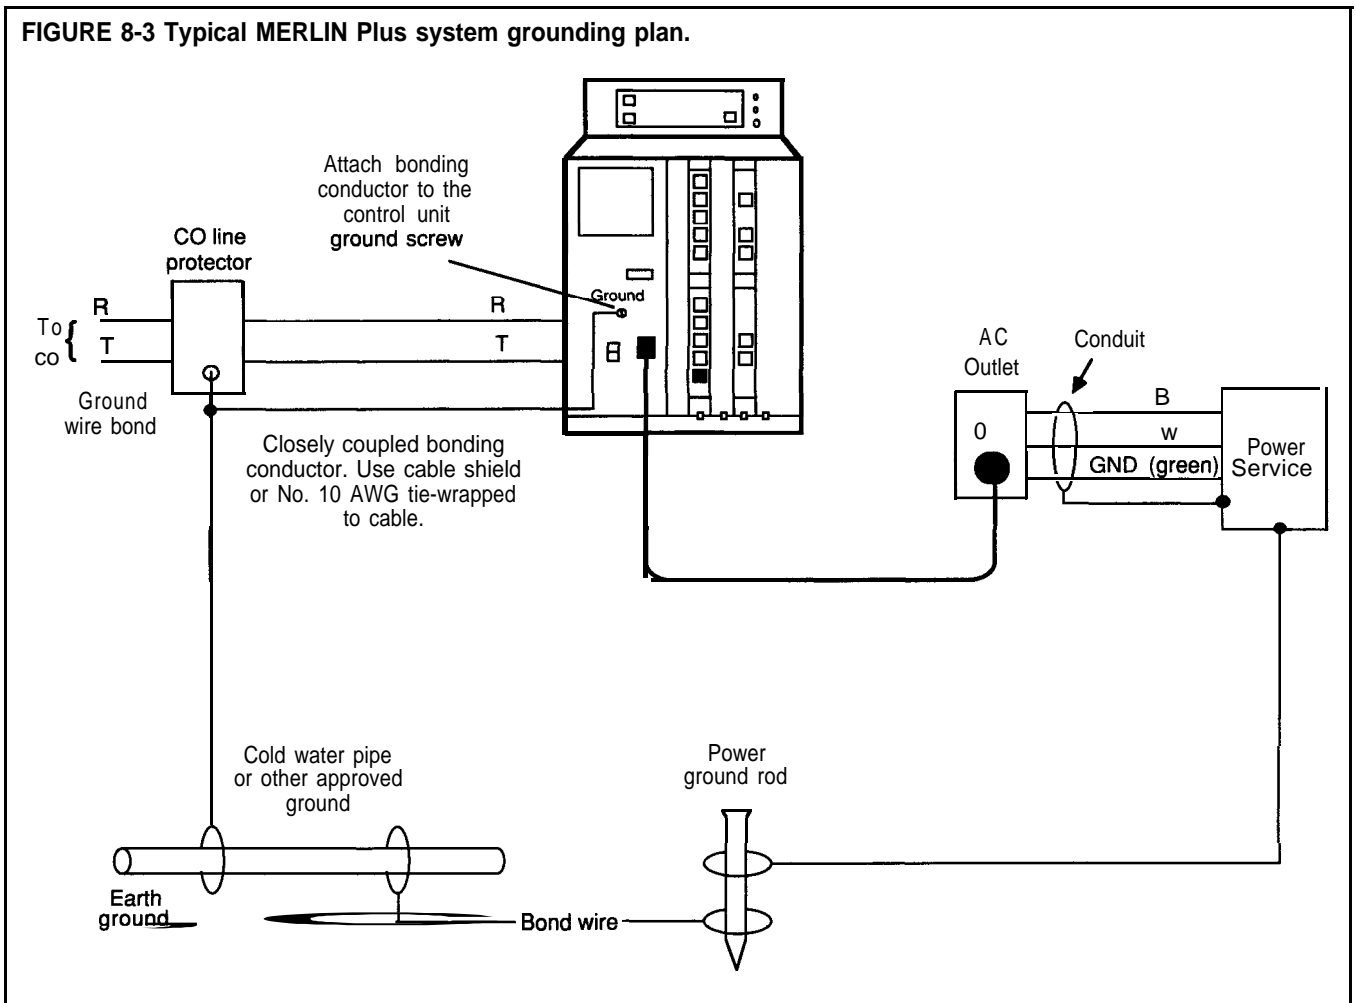 FIGURE 8-3 Typical MERLIN Plus system grounding plan.
Attach bonding
conductor to the
control unit
ground screw
CO line
protector
Ground
R
R
To
co
{
T
T
Ground
wire bond
Closely coupled bonding
conductor. Use cable shield
or No. 10 AWG tie-wrapped
to cable.
AC
Outlet
Conduit
B
0
w
GND (green)
Power
Service
Cold water pipe
or other approved
ground
Power
ground rod
Earth
ground
Bond wire